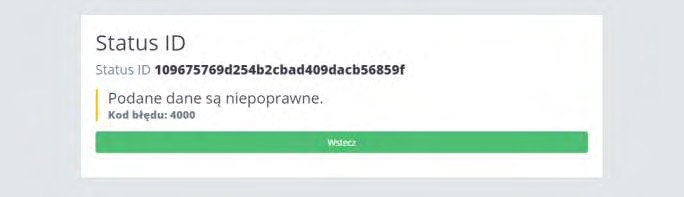 Status ID
Status ID 109675769d254b2cbad409dacb56859f
Podane dane są niepoprawne.
Kod błędu: 4000
Wstecz